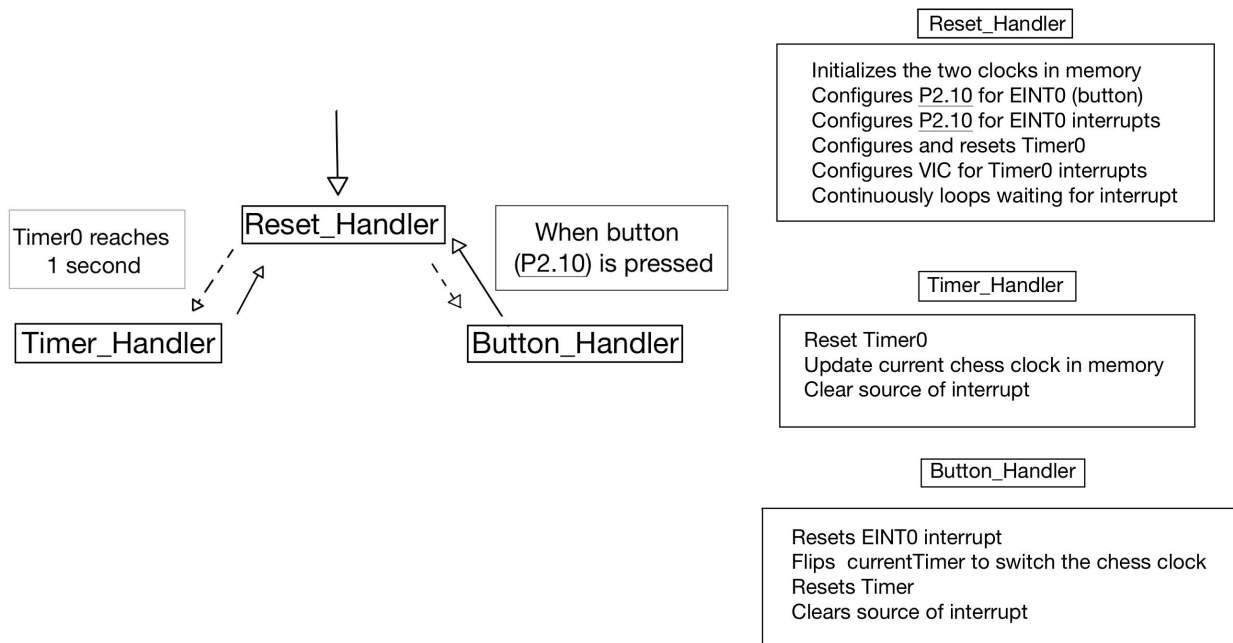 Reset_Handler
Timer0 reaches
1 second
When button
(P2.10) is pressed
Timer_Handler
Button_Handler
Reset_Handler
Initializes the two clocks in memory
Configures P2.10 for EINT0 (button)
Configures P2.10 for EINT0 interrupts
Configures and resets Timer0
Configures VIC for Timer0 interrupts
Continuously loops waiting for interrupt
Timer_Handler
Reset Timer0
Update current chess clock in memory
Clear source of interrupt
Button_Handler
Resets EINT0 interrupt
Flips  currentTimer to switch the chess clock
Resets Timer
Clears source of interrupt